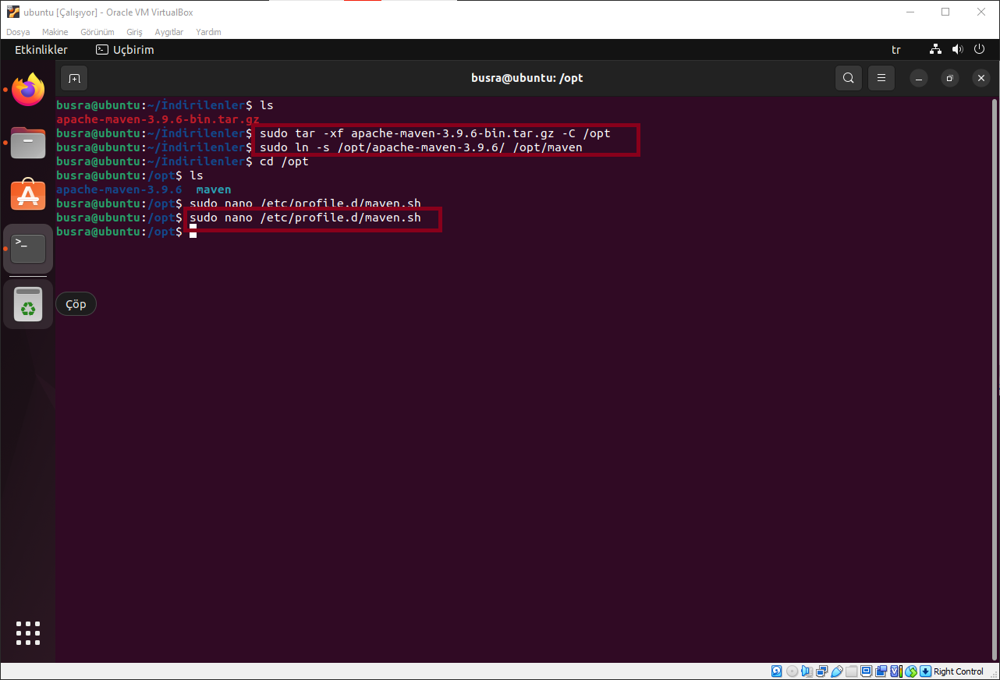 ubuntu [Çalışıyor] - Oracle VM VirtualBox
Dosya Makine Görünüm Giriş Aygıtlar Yardım
Etkinlikler Uçbirim tr
busra@ubuntu: /opt
busra@ubuntu:~/İndirilenler$ ls
apache-maven-3.9.6-bin.tar.gz
busra@ubuntu:~/İndirilenler$ sudo tar -xf apache-maven-3.9.6-bin.tar.gz -C /opt
busra@ubuntu:~/İndirilenler$ sudo ln -s /opt/apache-maven-3.9.6/ /opt/maven
busra@ubuntu:~/İndirilenler$ cd /opt
busra@ubuntu:/opt$ ls
apache-maven-3.9.6 maven
busra@ubuntu:/opt$ sudo nano /etc/profile.d/maven.sh
busra@ubuntu:/opt$ sudo nano /etc/profile.d/maven.sh
busra@ubuntu:/opt$
Çöp
Right Control